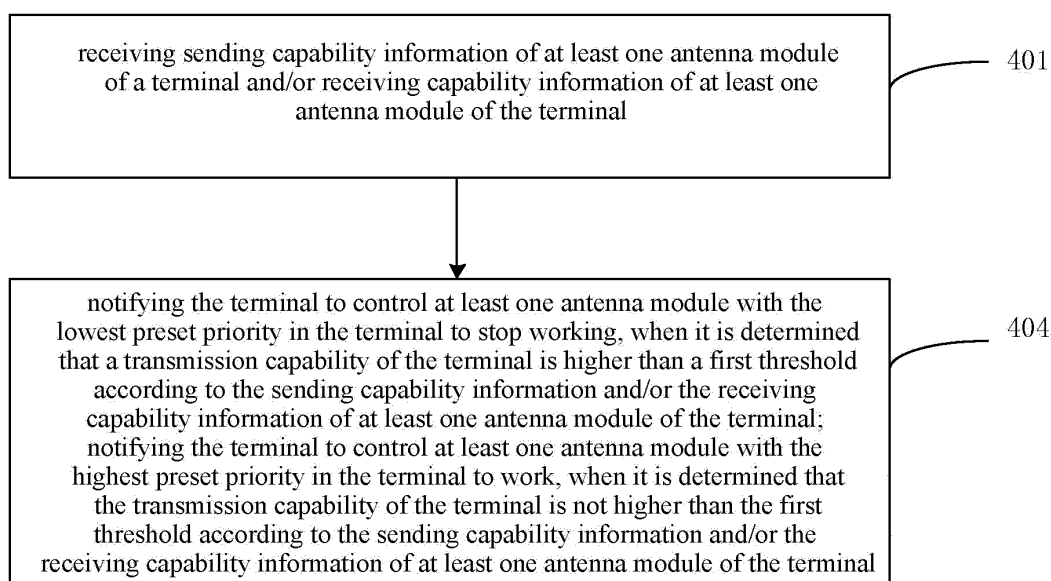 receiving sending capability information of at least one antenna module
of a terminal and/or receiving capability information of at least one
antenna module of the terminal
401
notifying the terminal to control at least one antenna module with the
lowest preset priority in the terminal to stop working, when it is determined
that a transmission capability of the terminal is higher than a first threshold
according to the sending capability information and/or the receiving
capability information of at least one antenna module of the terminal;
notifying the terminal to control at least one antenna module with the
highest preset priority in the terminal to work, when it is determined that
the transmission capability of the terminal is not higher than the first
threshold according to the sending capability information and/or the
receiving capability information of at least one antenna module of the terminal
404